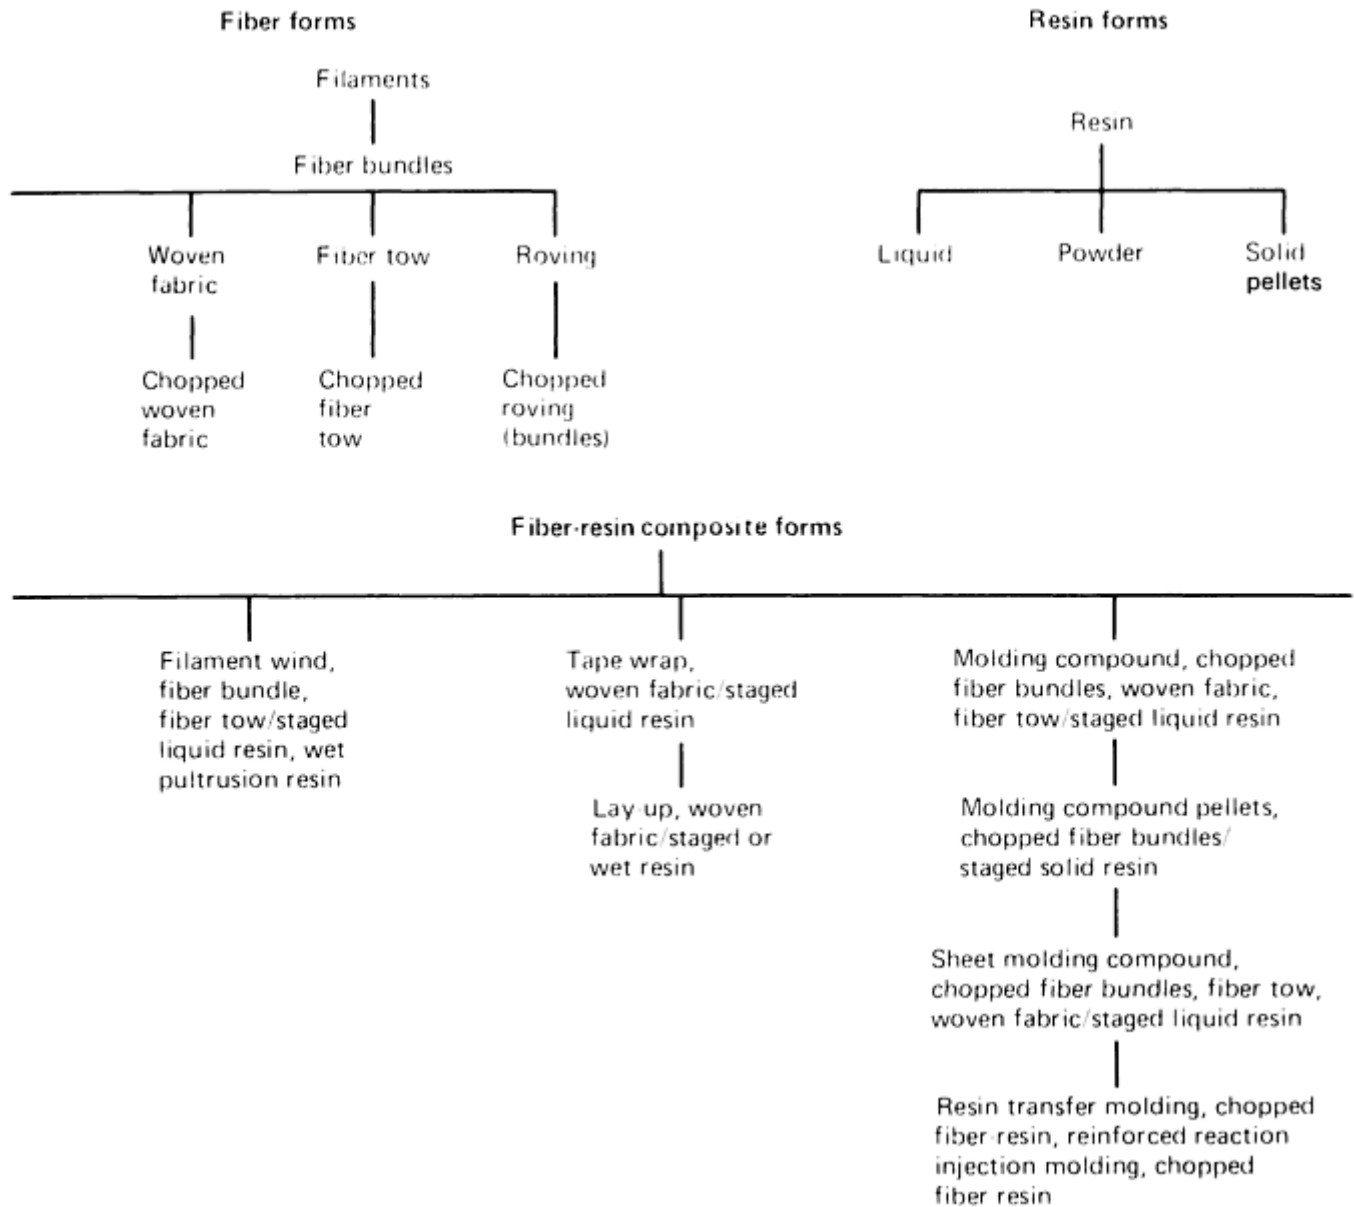 Fiber forms
Filaments
Fiber bundles
Woven
fabric
Fiber tow
Roving
Chopped
woven
fabric
Chopped
fiber
tow
Chopped
roving
(bundles)
Resin forms
Resin
Liquid
Powder
Solid
pellets
Fiber-resin composite forms
Filament wind,
fiber bundle,
fiber tow/staged
liquid resin, wet
pultrusion resin
Tape wrap,
woven fabric/staged
liquid resin
Lay-up, woven
fabric/staged or
wet resin
Molding compound, chopped
fiber bundles, woven fabric,
fiber tow/staged liquid resin
Molding compound pellets,
chopped fiber bundles/
staged solid resin
Sheet molding compound,
chopped fiber bundles, fiber tow,
woven fabric/staged liquid resin
Resin transfer molding, chopped
fiber-resin, reinforced reaction
injection molding, chopped
fiber resin